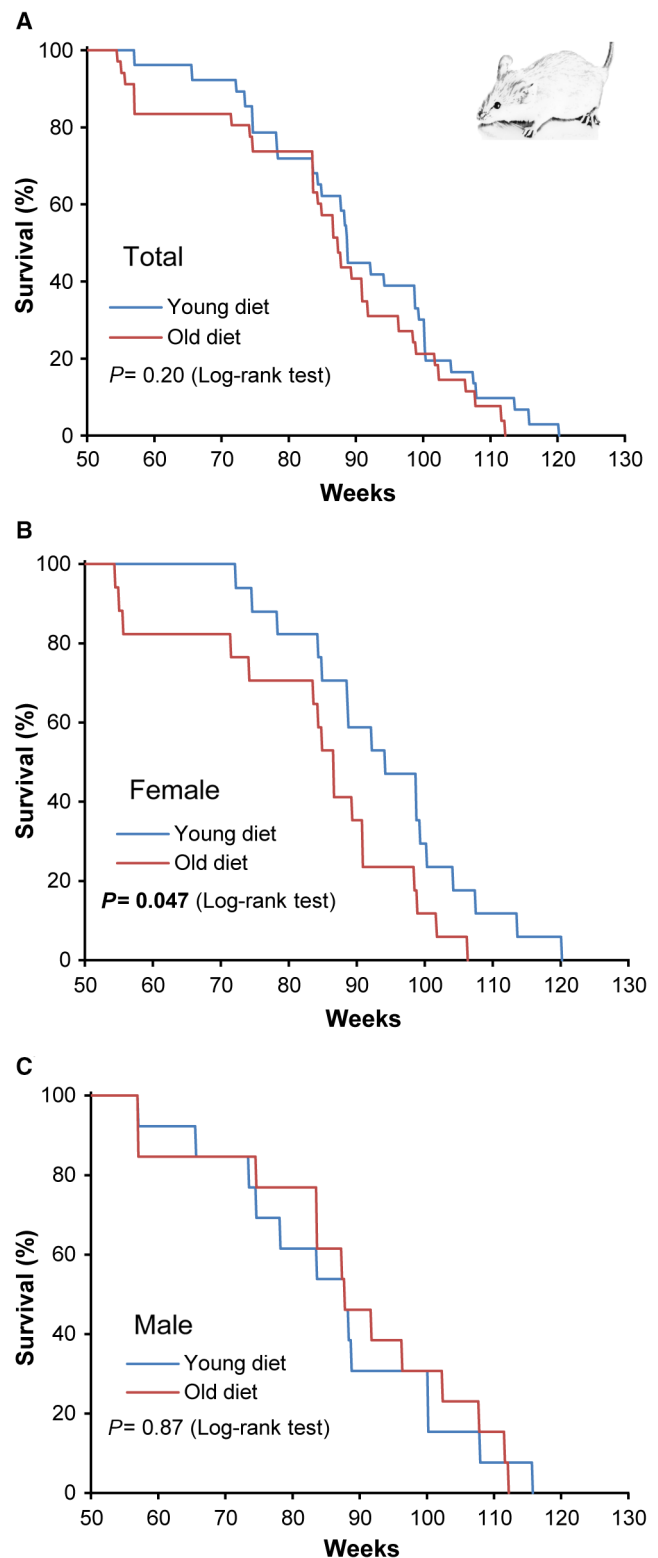 A
100
80
60
40
20
0
Survival (%)
Total
Young diet
Old diet
P= 0.20 (Log-rank test)
50 60 70 80 90 100 110 120 130
Weeks
B
100
80
60
40
20
0
Survival (%)
Female
Young diet
Old diet
P= 0.047 (Log-rank test)
50 60 70 80 90 100 110 120 130
Weeks
C
100
80
60
40
20
0
Survival (%)
Male
Young diet
Old diet
P= 0.87 (Log-rank test)
50 60 70 80 90 100 110 120 130
Weeks